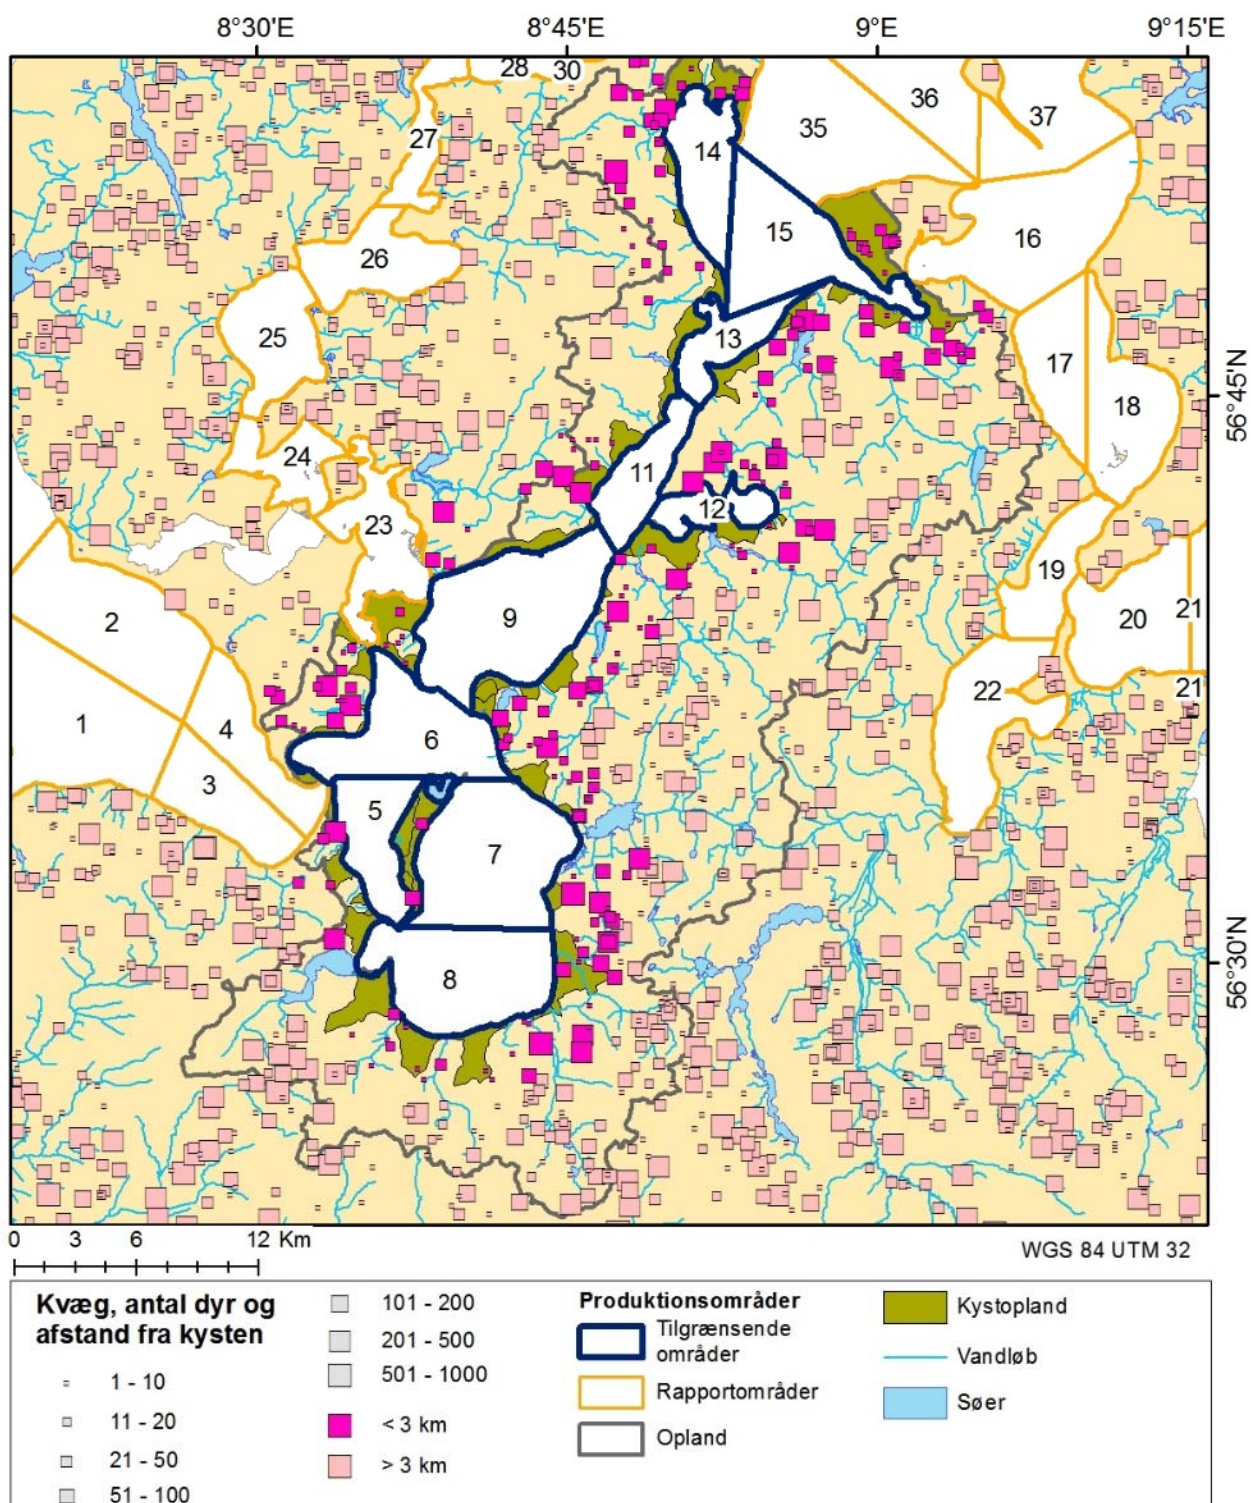 8°30'E 8°45'E 9°E 9°15'E
28 30
36
37
27
35
14
15
16
26
25
13
17
56°45'N
18
24
11
12
23
19
2
9
20 21
22
21
1
4
6
3
5
7
56°30'N
8
0 3 6 12 Km
WGS 84 UTM 32
Kvæg, antal dyr og
afstand fra kysten
1 - 10
11 - 20
21 - 50
51 - 100
101 - 200
201 - 500
501 - 1000
< 3 km
> 3 km
Produktionsområder
Tilgrænsende
områder
Rapportområder
Opland
Kystopland
Vandløb
Søer